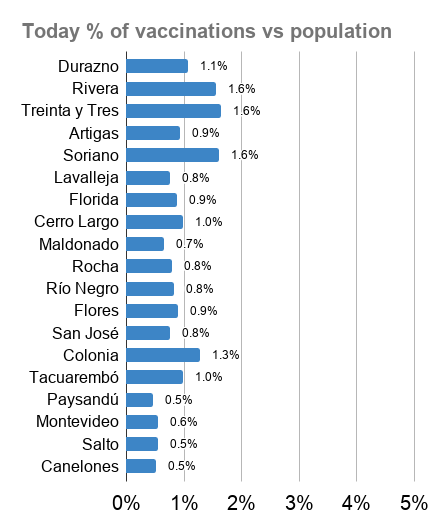 Today % of vaccinations vs population
Durazno 1.1%
Rivera 1.6%
Treinta y Tres 1.6%
Artigas 0.9%
Soriano 1.6%
Lavalleja 0.8%
Florida 0.9%
Cerro Largo 1.0%
Maldonado 0.7%
Rocha 0.8%
Río Negro 0.8%
Flores 0.9%
San José 0.8%
Colonia 1.3%
Tacuarembó 1.0%
Paysandú 0.5%
Montevideo 0.6%
Salto 0.5%
Canelones 0.5%
0% 1% 2% 3% 4% 5%